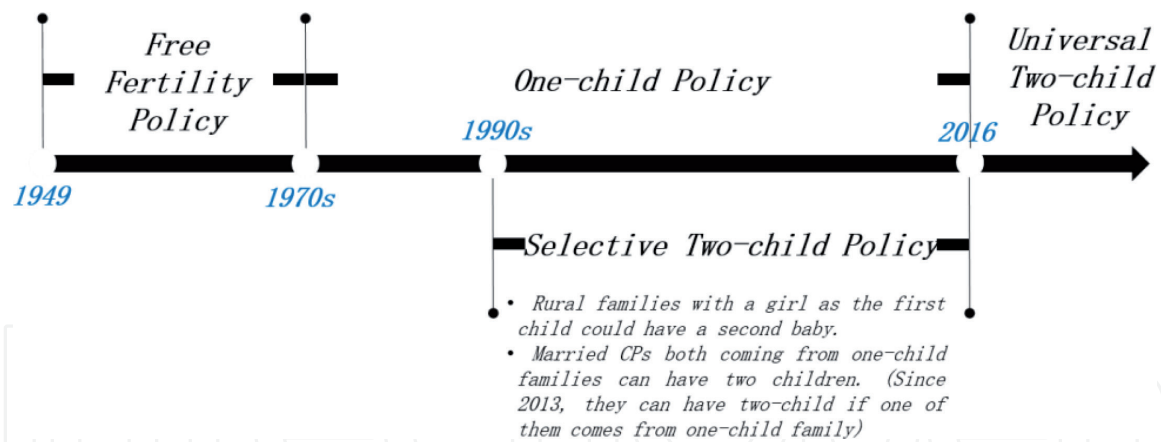 Free
Fertility
Policy
One-child Policy
Universal
Two-child
Policy
1949
1970s
1990s
2016
Selective Two-child Policy
• Rural families with a girl as the first
child could have a second baby.
• Married CPs both coming from one-child
families can have two children. (Since
2013, they can have two-child if one of
them comes from one-child family)